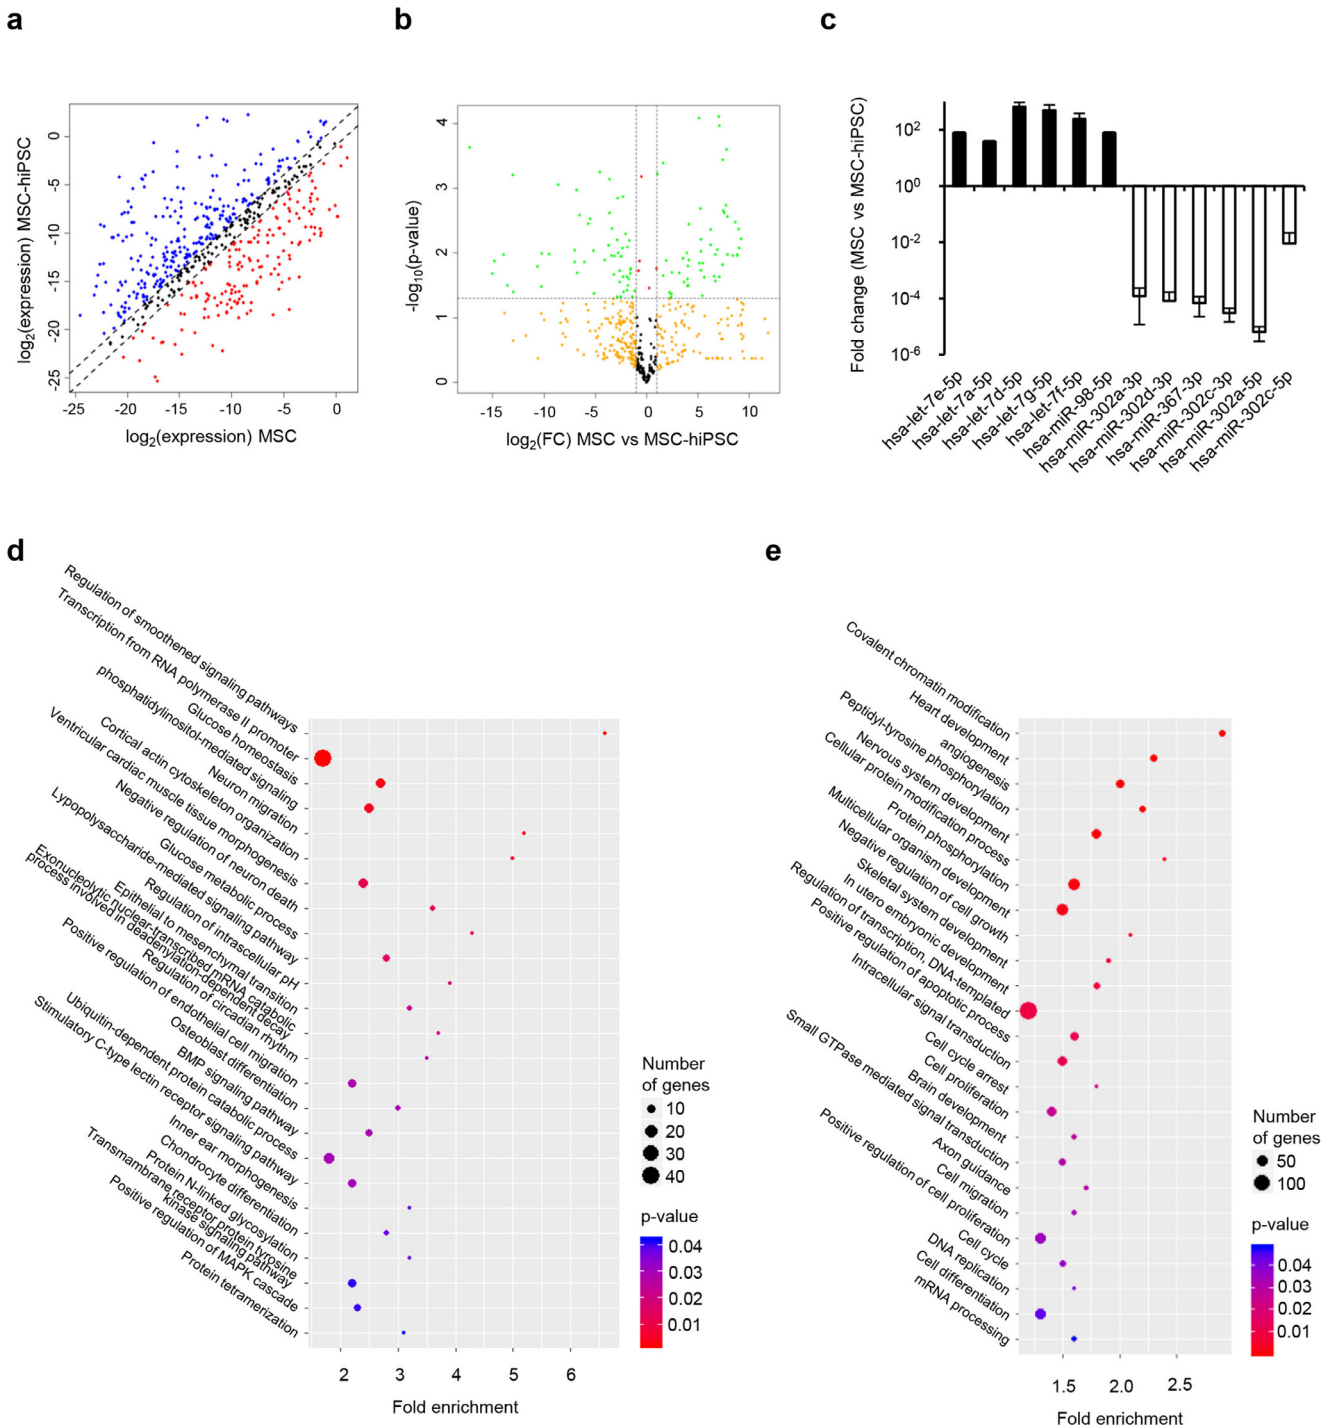 a
b
c
log2(expression) MSC-hiPSC
0
-5
-10
-15
-20
-25
-25
-20
-15
-10
-5
0
log2(expression) MSC
-log10(p-value)
4
3
2
1
0
-15
-10
-5
0
5
10
log2(FC) MSC vs MSC-hiPSC
Fold change (MSC vs MSC-hiPSC)
10^2
10^0
10^-2
10^-4
10^-6
hsa-let-7e-5p
hsa-let-7a-5p
hsa-let-7d-5p
hsa-let-7g-5p
hsa-let-7f-5p
hsa-miR-98-5p
hsa-miR-302a-3p
hsa-miR-302d-3p
hsa-miR-367-3p
hsa-miR-302c-3p
hsa-miR-302a-5p
hsa-miR-302c-5p
d
Regulation of smoothened signaling pathways
Transcription from RNA polymerase II promoter
Glucose homeostasis
phosphatidylinositol-mediated signaling
Neuron migration
Cortical actin cytoskeleton organization
Ventricular cardiac muscle tissue morphogenesis
Negative regulation of neuron death
Glucose metabolic process
Lypopolysaccharide-mediated signaling pathway
Regulation of intrascellular pH
Epithelial to mesenchymal transition
Exonucleolytic nuclear-transcribed mRNA catabolic
process involved in deadenylation-dependent decay
Regulation of circadian rhythm
Positive regulation of endothelial cell migration
Osteoblast differentiation
BMP signaling pathway
Ubiquitin-dependent protein catabolic process
Stimulatory C-type lectin receptor signaling pathway
Inner ear morphogenesis
Chondrocyte differentiation
Protein N-linked glycosylation
Transmembrane receptor protein tyrosine
kinase signaling pathway
Positive regulation of MAPK cascade
Protein tetramerization
2
3
4
5
6
Fold enrichment
Number
of genes
10
20
30
40
p-value
0.04
0.03
0.02
0.01
e
Covalent chromatin modification
Heart development
angiogenesis
Peptidyl-tyrosine phosphorylation
Nervous system development
Cellular protein modification process
Protein phosphorylation
Multicellular organism development
Negative regulation of cell growth
Skeletal system development
In utero embryonic development
Regulation of transcription, DNA-templated
Positive regulation of apoptotic process
Intracellular signal transduction
Cell cycle arrest
Cell proliferation
Brain development
Small GTPase mediated signal transduction
Axon guidance
Cell migration
Positive regulation of cell proliferation
Cell cycle
DNA replication
Cell differentiation
mRNA processing
1.5
2.0
2.5
Fold enrichment
Number
of genes
50
100
p-value
0.04
0.03
0.02
0.01